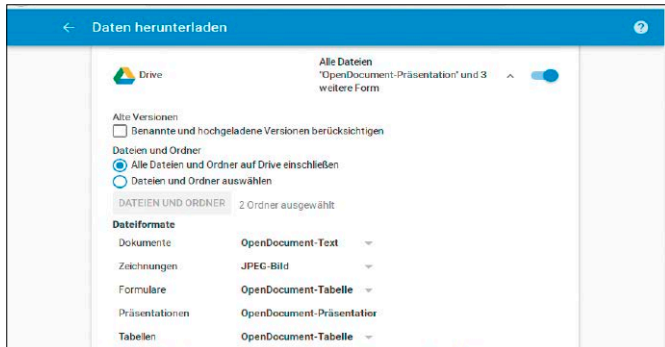 Daten herunterladen
Drive
Alle Dateien
"OpenDocument-Präsentation" und 3
weitere Form
Alte Versionen
Benannte und hochgeladene Versionen berücksichtigen
Dateien und Ordner
Alle Dateien und Ordner auf Drive einschließen
Dateien und Ordner auswählen
DATEIEN UND ORDNER 2 Ordner ausgewählt
Dateiformate
Dokumente OpenDocument-Text
Zeichnungen JPEG-Bild
Formulare OpenDocument-Tabelle
Präsentationen OpenDocument-Präsentation
Tabellen OpenDocument-Tabelle